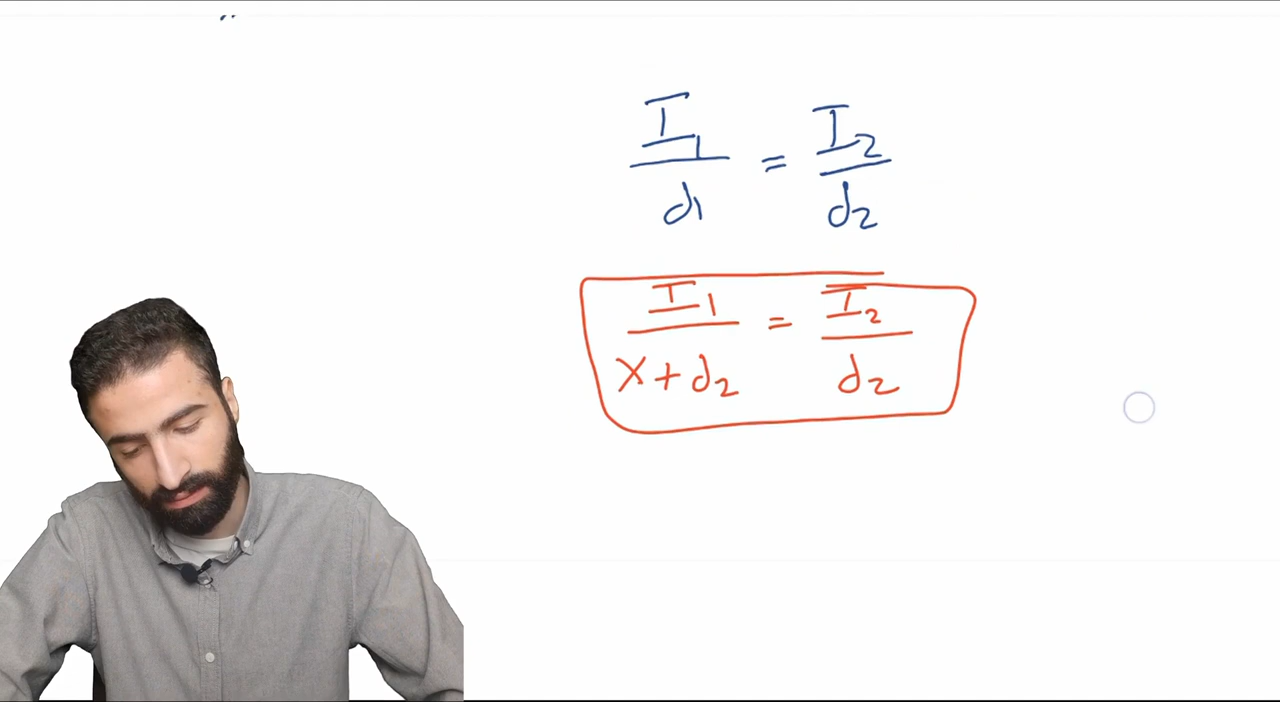 I₁/d₁ = I₂/d₂
I₁/(x+d₂) = I₂/d₂